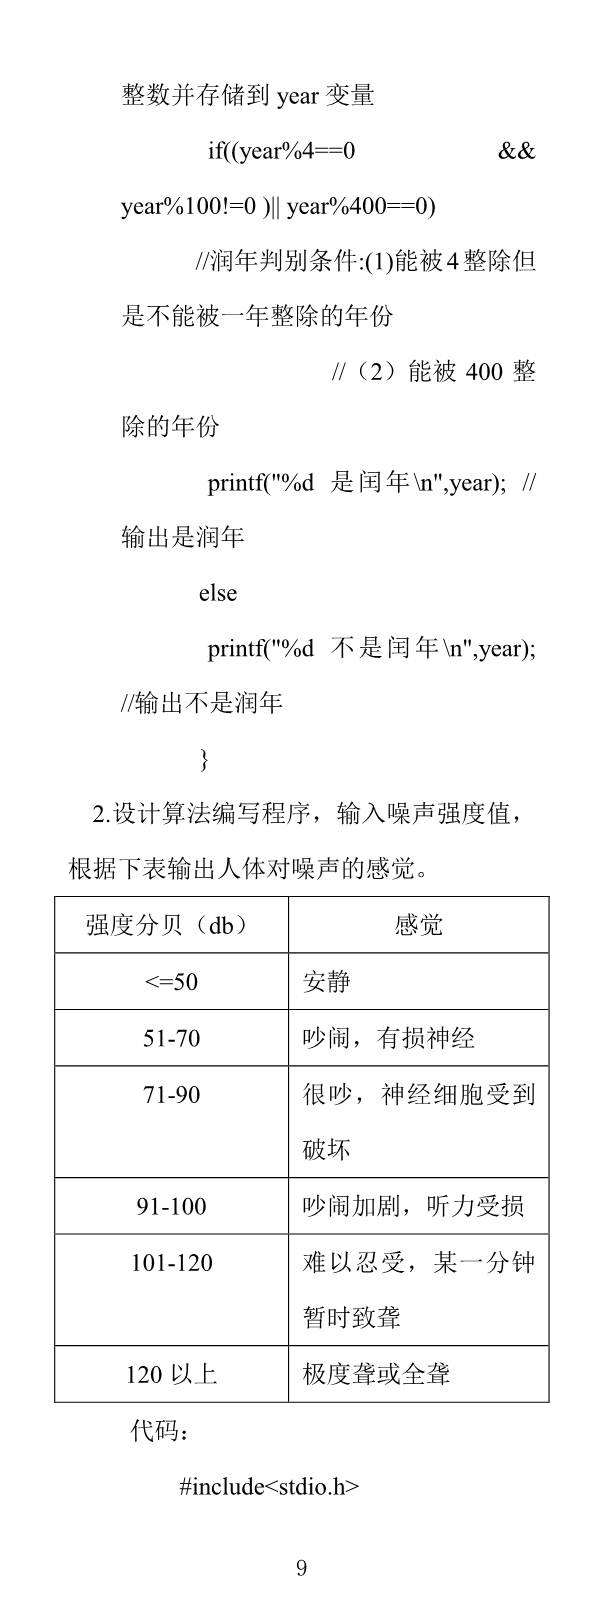 整数并存储到 year 变量
if((year%4==0 &&
year%100!=0 )|| year%400==0)
//润年判别条件:(1)能被 4 整除但
是不能被一年整除的年份
//（2）能被 400 整
除的年份
printf("%d 是闰年\n",year); //
输出是润年
else
printf("%d 不是闰年\n",year);
//输出不是润年
}
2.设计算法编写程序，输入噪声强度值，
根据下表输出人体对噪声的感觉。
强度分贝（db） 感觉
<=50 安静
51-70 吵闹，有损神经
71-90 很吵，神经细胞受到
破坏
91-100 吵闹加剧，听力受损
101-120 难以忍受，某一分钟
暂时致聋
120 以上 极度聋或全聋
代码：
#include<stdio.h>
9